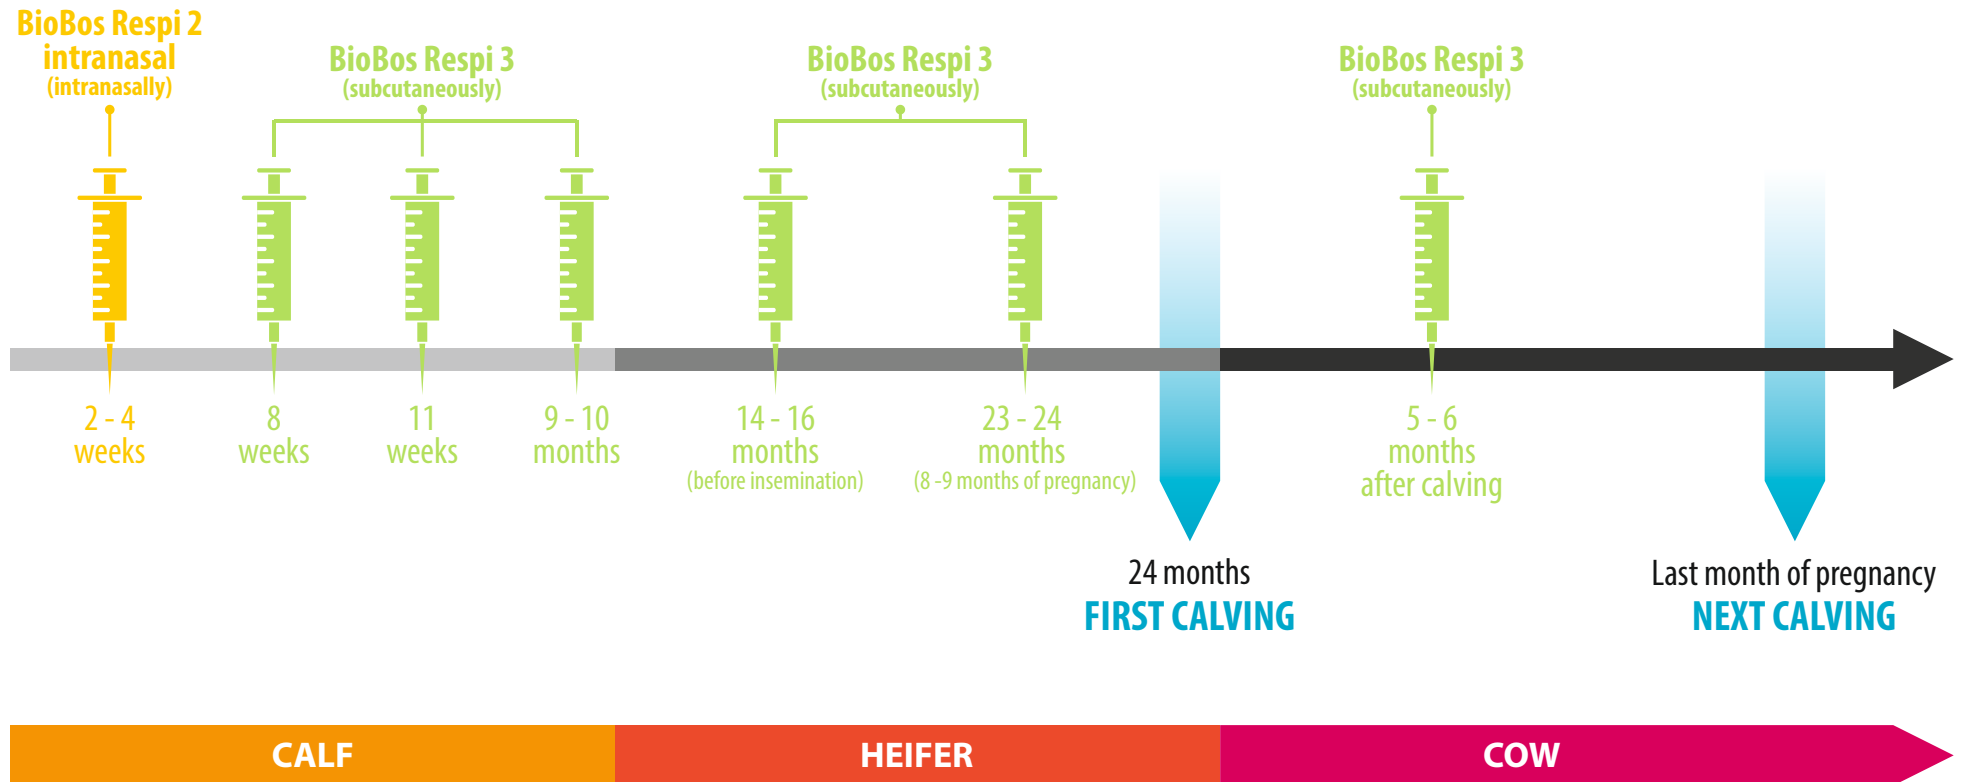 BioBos Respi 2
intranasal
(intranasally)
BioBos Respi 3
(subcutaneously)
BioBos Respi 3
(subcutaneously)
BioBos Respi 3
(subcutaneously)
2 - 4
weeks
8
weeks
11
weeks
9 - 10
months
14 - 16
months
(before insemination)
23 - 24
months
(8 -9 months of pregnancy)
5 - 6
months
after calving
24 months
FIRST CALVING
Last month of pregnancy
NEXT CALVING
CALF
HEIFER
COW